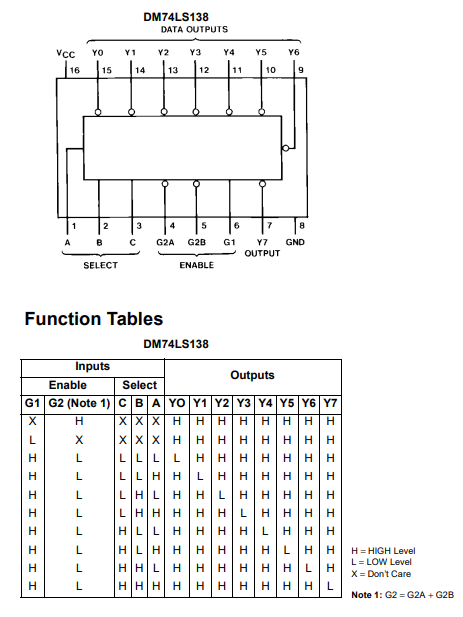 DM74LS138
DATA OUTPUTS
VCC Y0 Y1 Y2 Y3 Y4 Y5 Y6
16 15 14 13 12 11 10 9
1 2 3 4 5 6 7 8
A B C G2A G2B G1 Y7 GND
SELECT ENABLE OUTPUT
Function Tables
DM74LS138
Inputs Outputs
Enable Select
G1 G2 (Note 1) C B A YO Y1 Y2 Y3 Y4 Y5 Y6 Y7
X H X X X H H H H H H H H
L X X X X H H H H H H H H
H L L L L L H H H H H H H
H L L L H H L H H H H H H
H L L H L H H L H H H H H
H L L H H H H H L H H H H
H L H L L H H H H L H H H
H L H L H H H H H H L H H
H L H H L H H H H H H L H
H L H H H H H H H H H H L
H = HIGH Level
L = LOW Level
X = Don't Care
Note 1: G2 = G2A + G2B